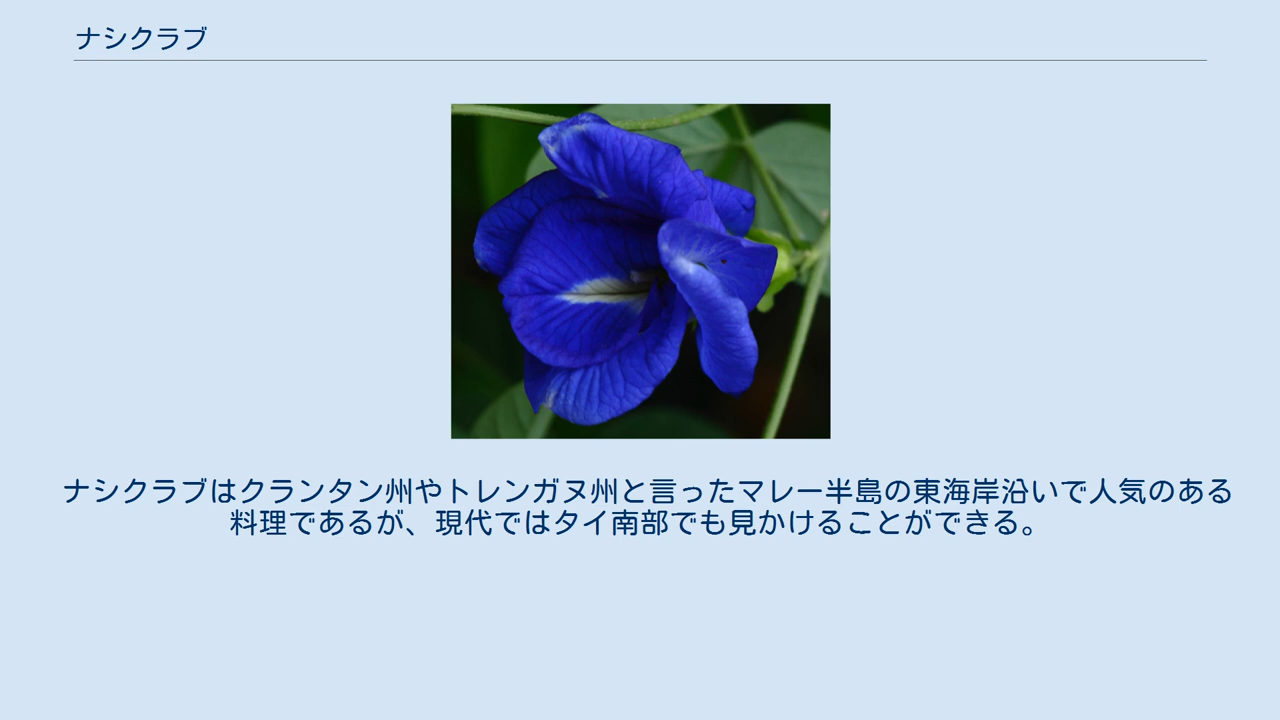 ナシクラブ
ナシクラブはクランタン州やトレンガヌ州と言ったマレー半島の東海岸沿いで人気のある
料理であるが、現代ではタイ南部でも見かけることができる。